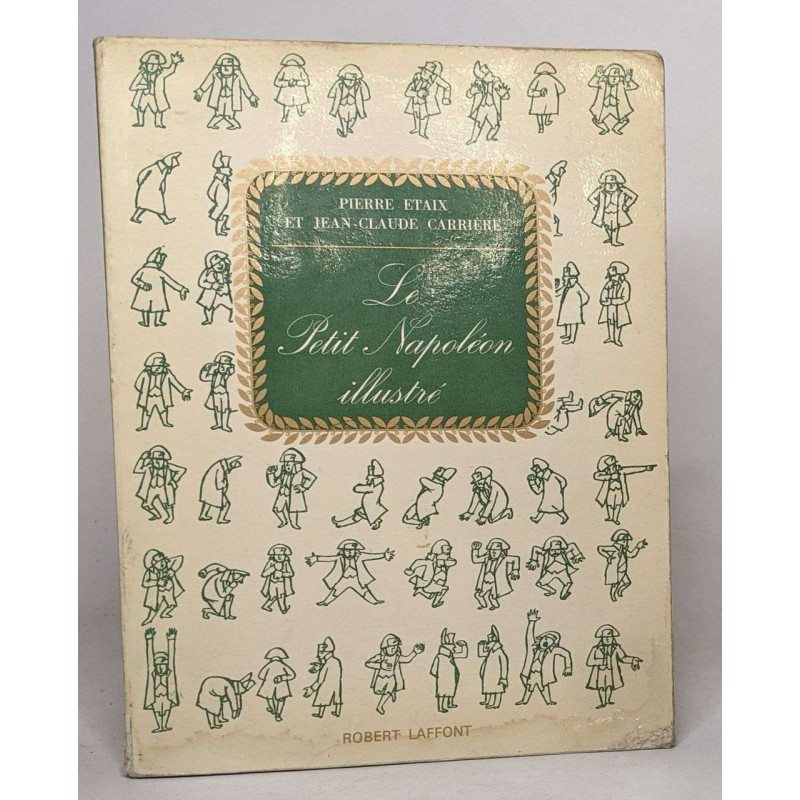 PIERRE ETAIX
ET JEAN-CLAUDE CARRIÈRE
Le
Petit Napoléon
illustré
ROBERT LAFFONT